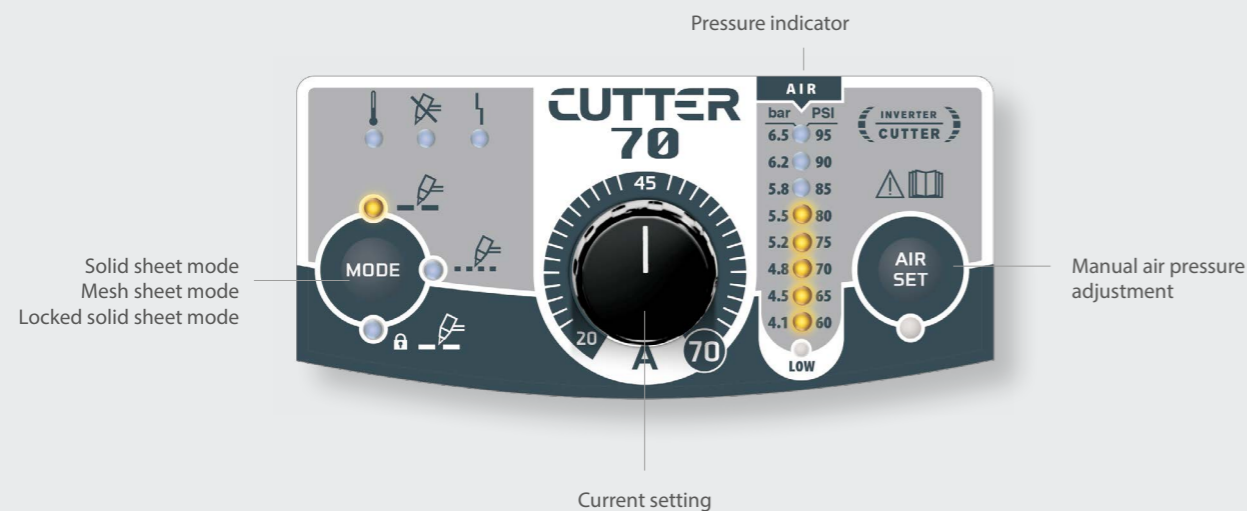 Pressure indicator
AIR
bar PSI
6.5 95
6.2 90
5.8 85
5.5 80
5.2 75
4.8 70
4.5 65
4.1 60
LOW
CUTTER
70
INVERTER
CUTTER
45
20
A
70
MODE
AIR
SET
Solid sheet mode
Mesh sheet mode
Locked solid sheet mode
Manual air pressure
adjustment
Current setting